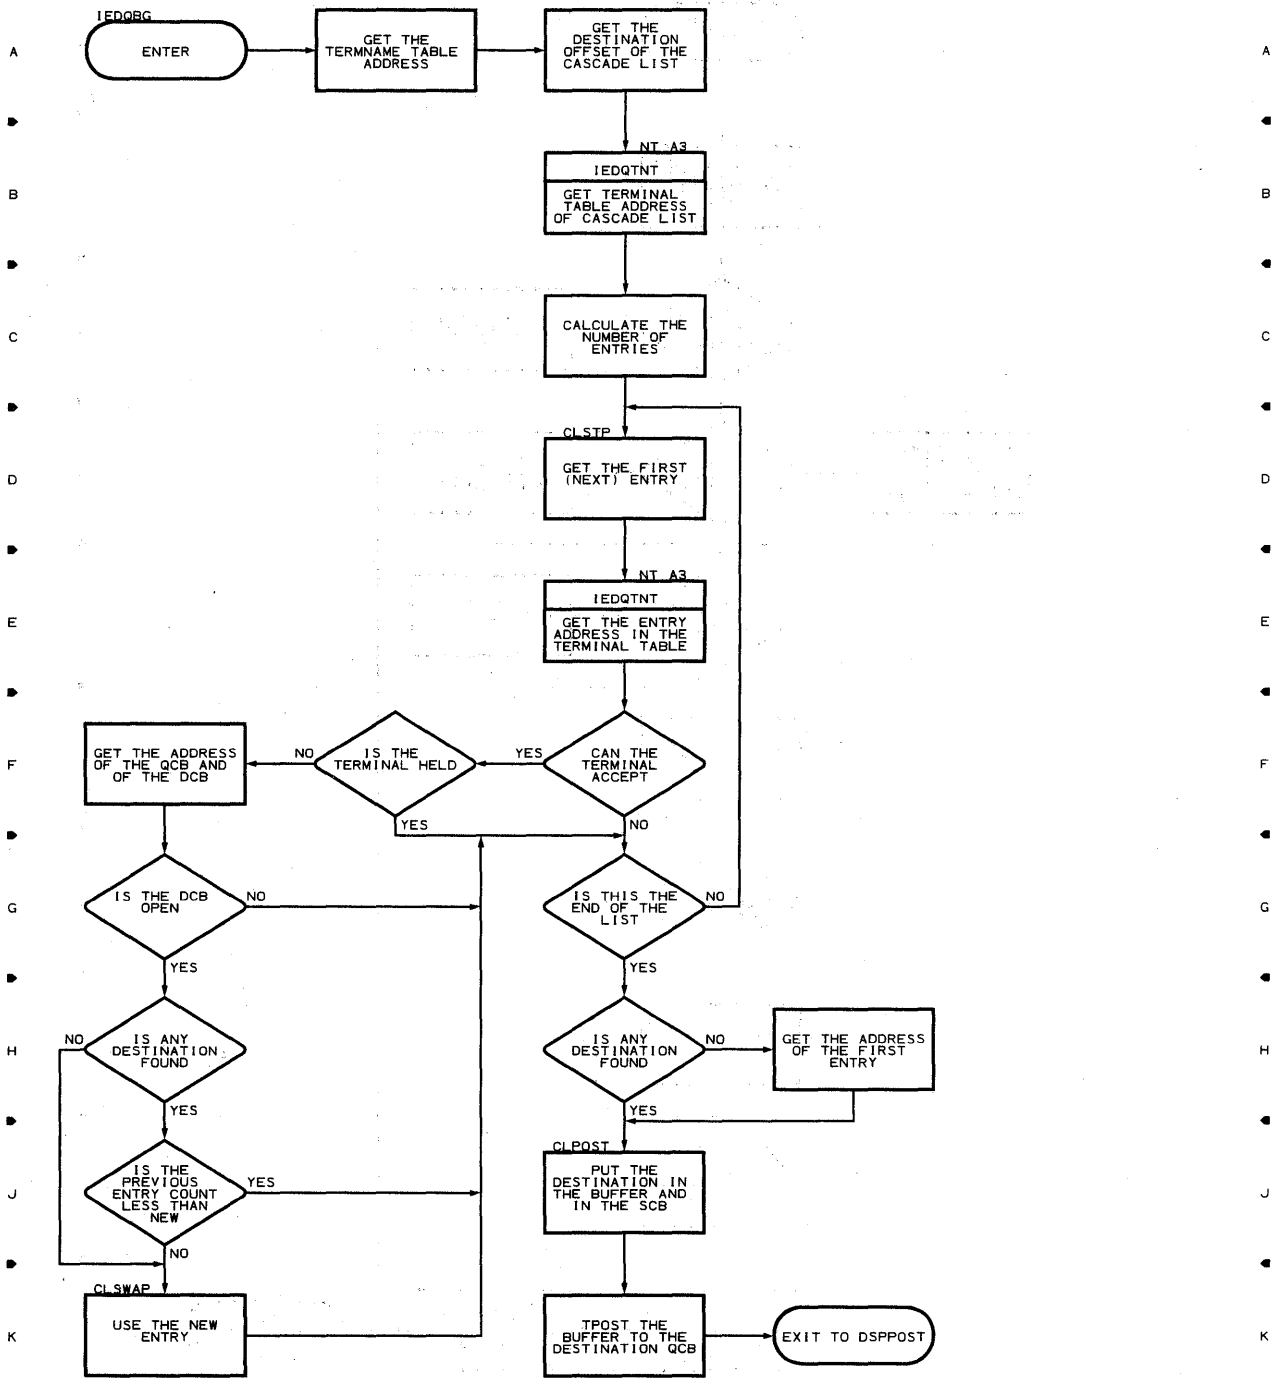 IEDQBG
A
ENTER
GET THE
TERMNAME TABLE
ADDRESS
GET THE
DESTINATION
OFFSET OF THE
CASCADE LIST
A
NT A3
IEDQTNT
B
GET TERMINAL
TABLE ADDRESS
OF CASCADE LIST
B
C
CALCULATE THE
NUMBER OF
ENTRIES
C
CLSTP
D
GET THE FIRST
(NEXT) ENTRY
D
NT A3
IEDQTNT
E
GET THE ENTRY
ADDRESS IN THE
TERMINAL TABLE
E
F
GET THE ADDRESS
OF THE QCB AND
OF THE DCB
NO
IS THE
TERMINAL HELD
YES
CAN THE
TERMINAL
ACCEPT
F
YES
NO
G
IS THE DCB
OPEN
NO
IS THIS THE
END OF THE
LIST
NO
G
YES
YES
H
NO
IS ANY
DESTINATION
FOUND
IS ANY
DESTINATION
FOUND
NO
GET THE ADDRESS
OF THE FIRST
ENTRY
H
YES
YES
CLPOST
J
IS THE
PREVIOUS
ENTRY COUNT
LESS THAN
NEW
YES
PUT THE
DESTINATION IN
THE BUFFER AND
IN THE SCB
J
NO
CLSWAP
K
USE THE NEW
ENTRY
TPOST THE
BUFFER TO THE
DESTINATION QCB
EXIT TO DSPPOST
K